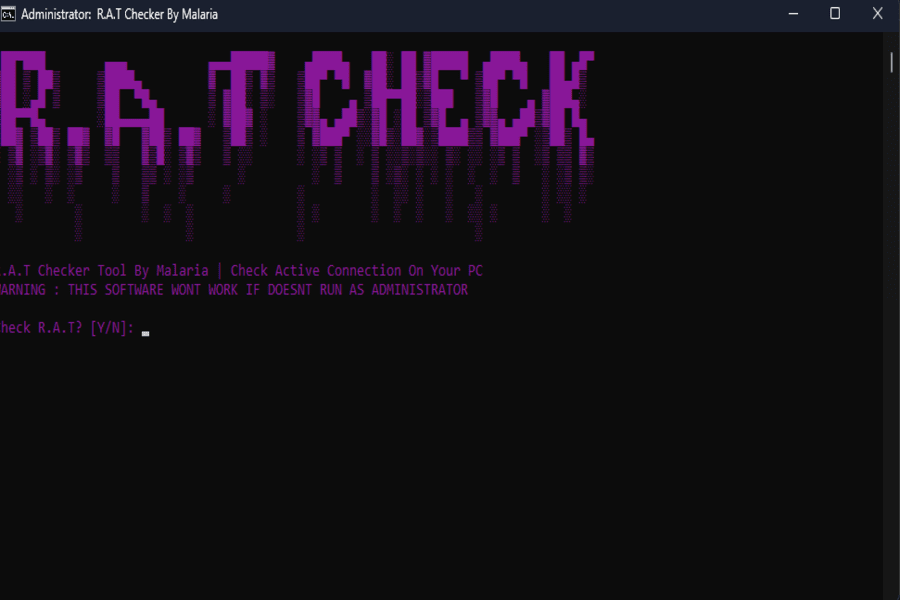 Administrator: R.A.T Checker By Malaria
R.A.T CHECK
.A.T Checker Tool By Malaria | Check Active Connection On Your PC
ARNING : THIS SOFTWARE WONT WORK IF DOESNT RUN AS ADMINISTRATOR
heck R.A.T? [Y/N]: